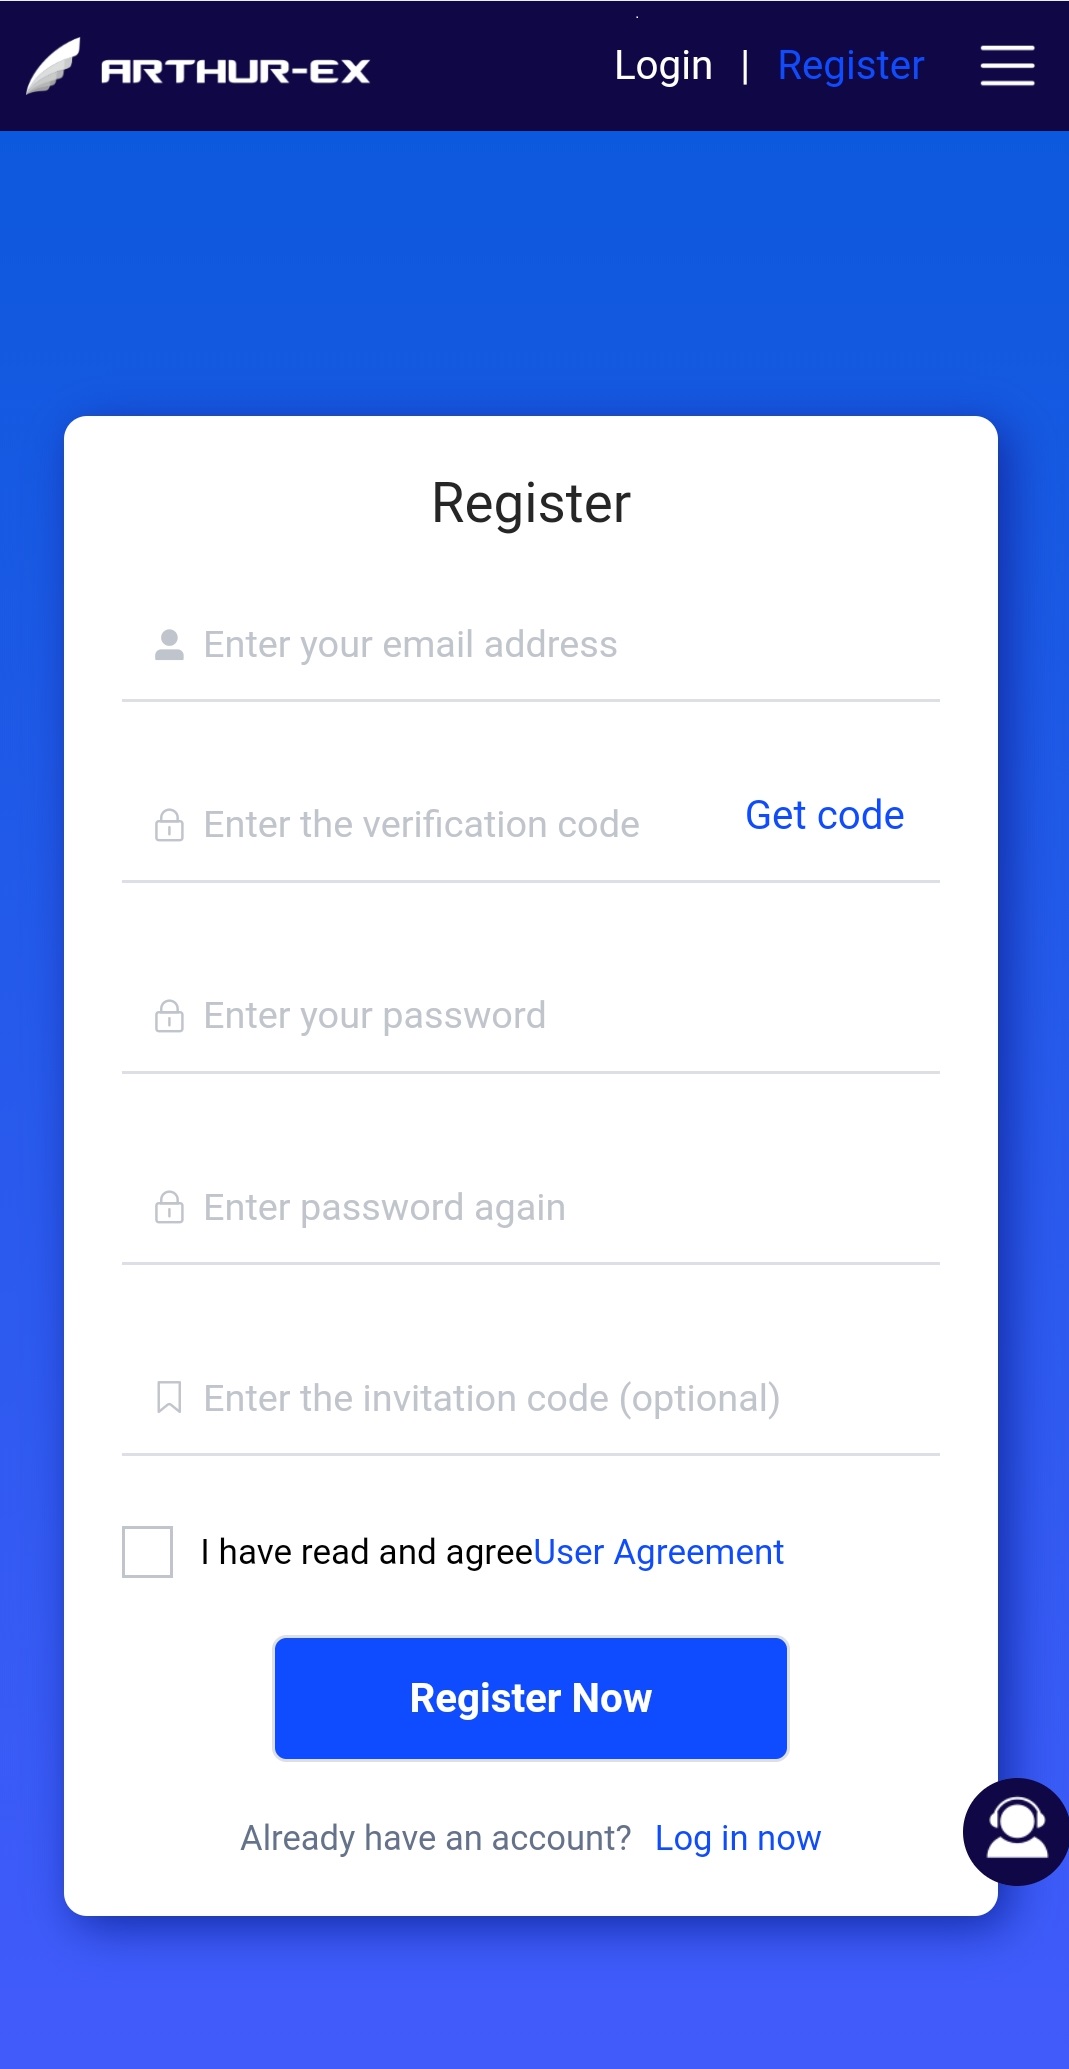 ARTHUR-EX
Login | Register
Register
Enter your email address
Enter the verification code Get code
Enter your password
Enter password again
Enter the invitation code (optional)
I have read and agreeUser Agreement
Register Now
Already have an account? Log in now